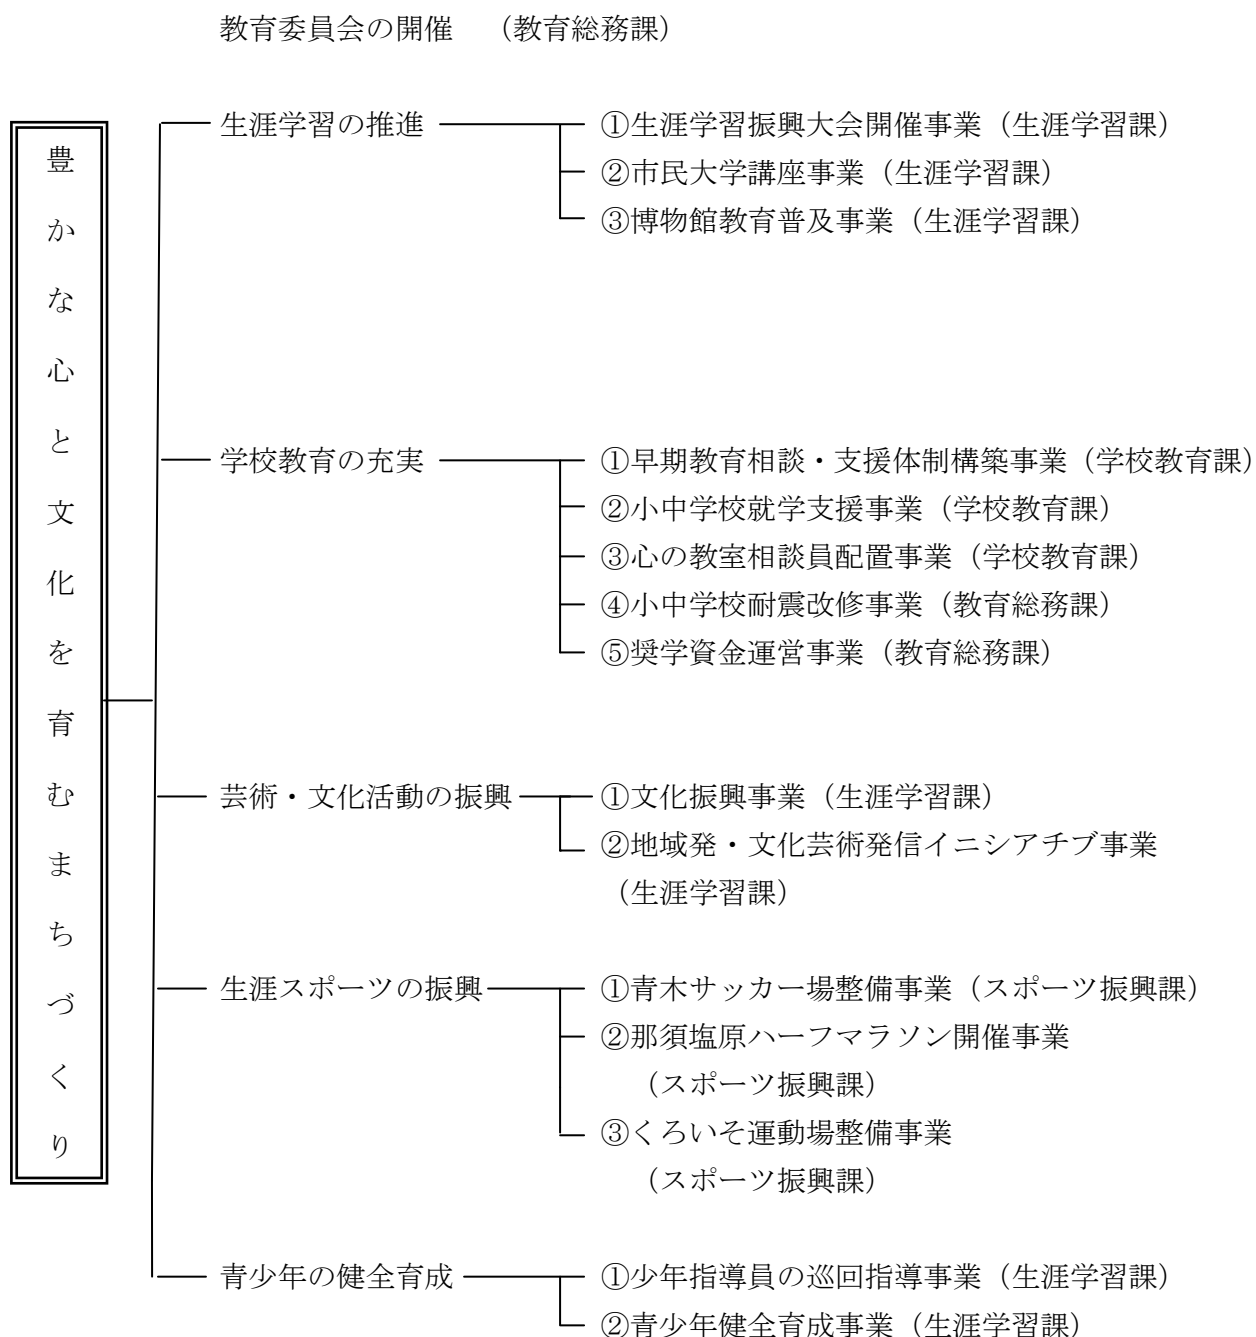 教育委員会の開催　（教育総務課）
豊かな心と文化を育むまちづくり
生涯学習の推進
①生涯学習振興大会開催事業（生涯学習課）
②市民大学講座事業（生涯学習課）
③博物館教育普及事業（生涯学習課）
学校教育の充実
①早期教育相談・支援体制構築事業（学校教育課）
②小中学校就学支援事業（学校教育課）
③心の教室相談員配置事業（学校教育課）
④小中学校耐震改修事業（教育総務課）
⑤奨学資金運営事業（教育総務課）
芸術・文化活動の振興
①文化振興事業（生涯学習課）
②地域発・文化芸術発信イニシアチブ事業
（生涯学習課）
生涯スポーツの振興
①青木サッカー場整備事業（スポーツ振興課）
②那須塩原ハーフマラソン開催事業
（スポーツ振興課）
③くろいそ運動場整備事業
（スポーツ振興課）
青少年の健全育成
①少年指導員の巡回指導事業（生涯学習課）
②青少年健全育成事業（生涯学習課）